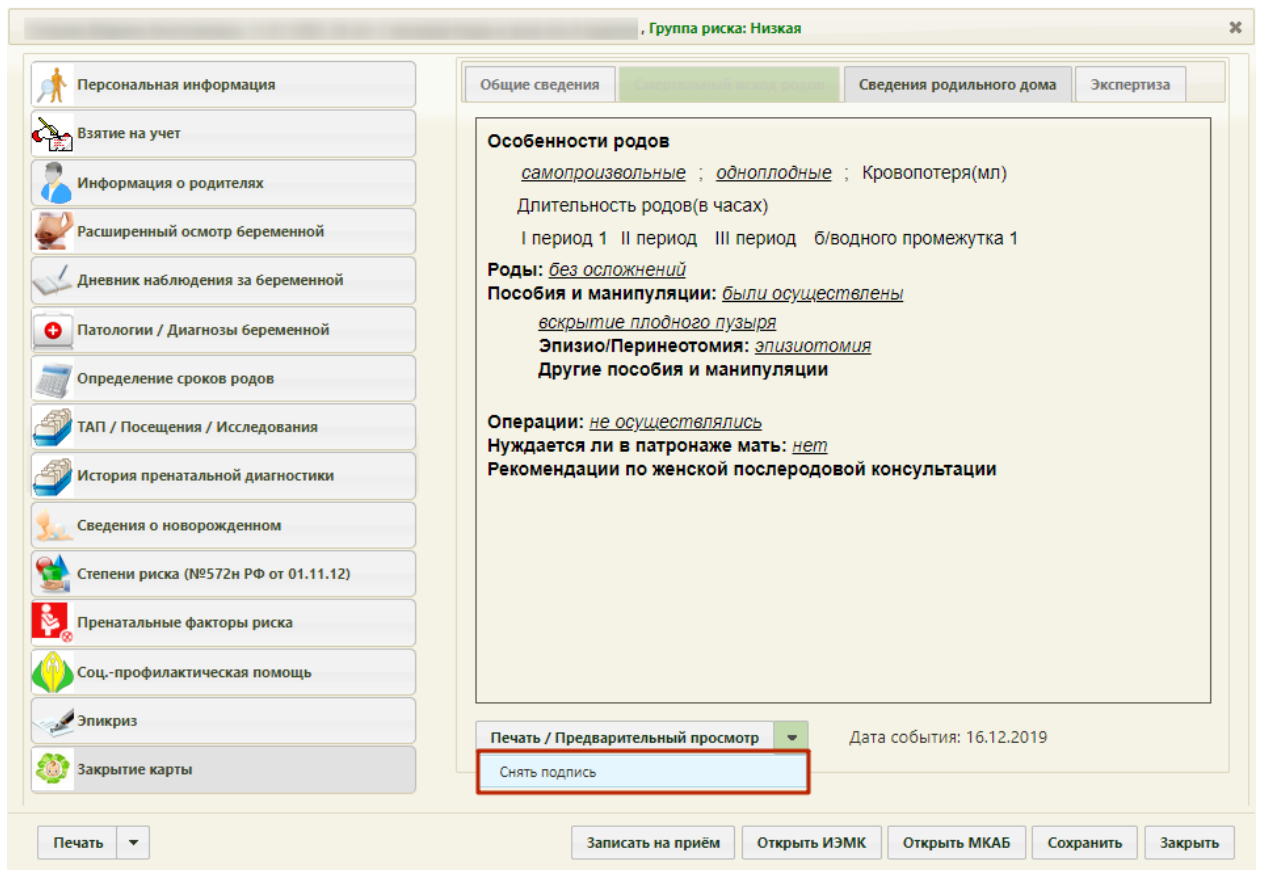 , Группа риска: Низкая
Персональная информация
Взятие на учет
Информация о родителях
Расширенный осмотр беременной
Дневник наблюдения за беременной
Патологии / Диагнозы беременной
Определение сроков родов
ТАП / Посещения / Исследования
История пренатальной диагностики
Сведения о новорожденном
Степени риска (№572н РФ от 01.11.12)
Пренатальные факторы риска
Соц.-профилактическая помощь
Эпикриз
Закрытие карты
Общие сведения
Сведения родильного дома
Экспертиза
Особенности родов
самопроизвольные ; одноплодные ; Кровопотеря(мл)
Длительность родов(в часах)
I период 1 II период III период б/водного промежутка 1
Роды: без осложнений
Пособия и манипуляции: были осуществлены
вскрытие плодного пузыря
Эпизио/Перинеотомия: эпизиотомия
Другие пособия и манипуляции
Операции: не осуществлялись
Нуждается ли в патронаже мать: нет
Рекомендации по женской послеродовой консультации
Печать / Предварительный просмотр
Дата события: 16.12.2019
Снять подпись
Печать
Записать на приём
Открыть ИЭМК
Открыть МКАБ
Сохранить
Закрыть